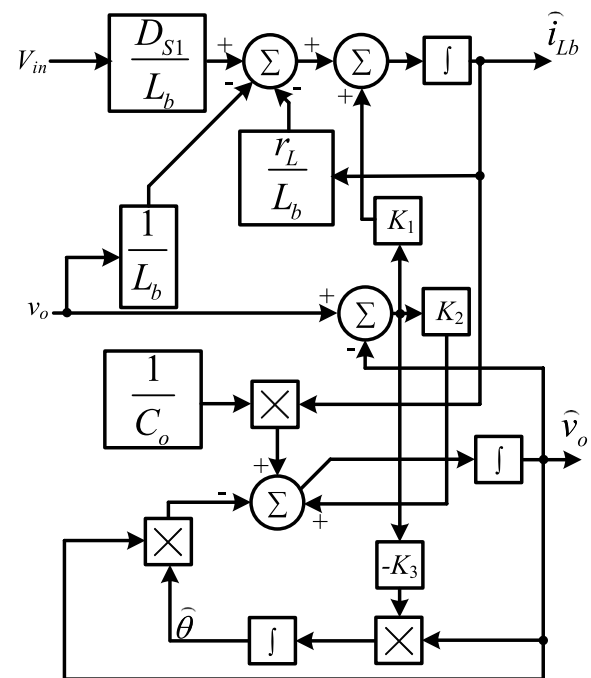 V_in
D_S1
L_b
+
Σ
-
-
+
Σ
+
∫
î_Lb
r_L
L_b
1
L_b
K_1
v_o
+
Σ
-
K_2
1
C_o
×
v̂_o
+
Σ
-
+
∫
×
-K_3
θ̂
∫
×